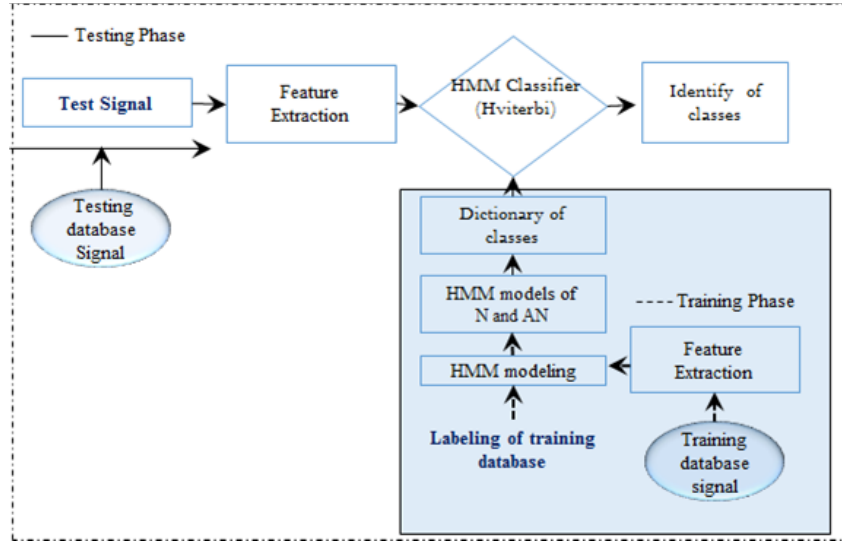 Testing Phase
Test Signal
Feature
Extraction
HMM Classifier
(Hviterbi)
Identify of
classes
Testing
database
Signal
Dictionary of
classes
HMM models of
N and AN
Training Phase
HMM modeling
Feature
Extraction
Labeling of training
database
Training
database
signal